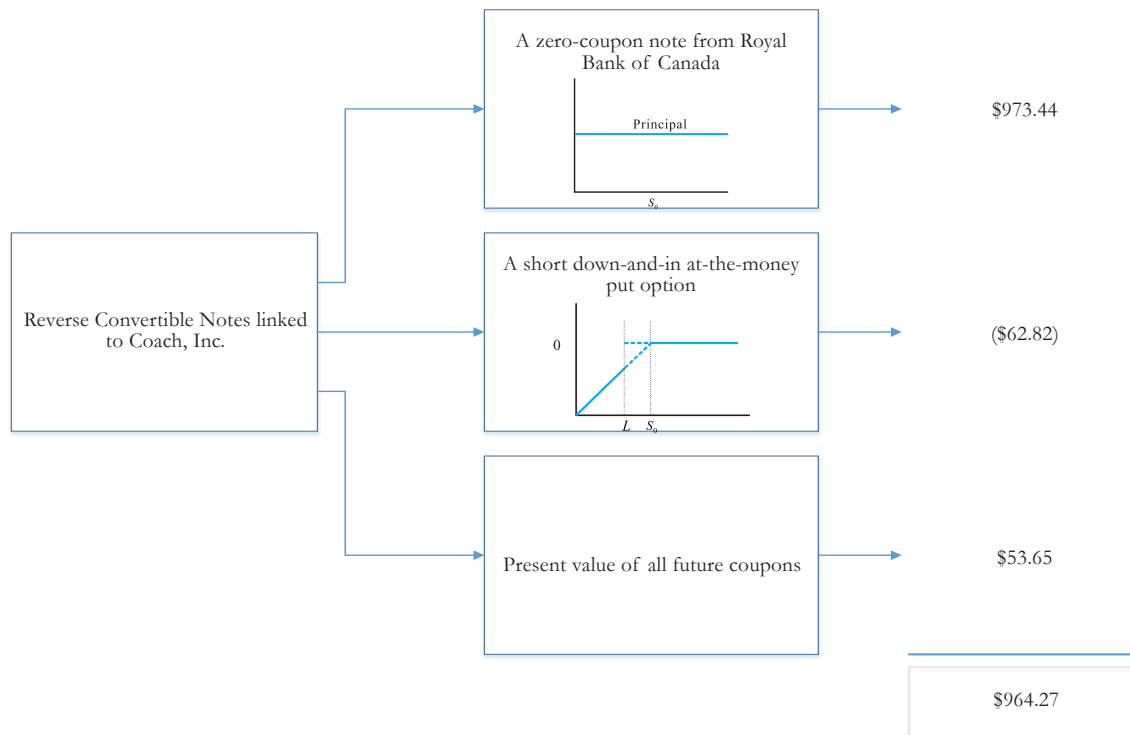 A zero-coupon note from Royal
Bank of Canada
Principal
S₀
$973.44
Reverse Convertible Notes linked
to Coach, Inc.
A short down-and-in at-the-money
put option
0
L S₀
($62.82)
Present value of all future coupons
$53.65
$964.27